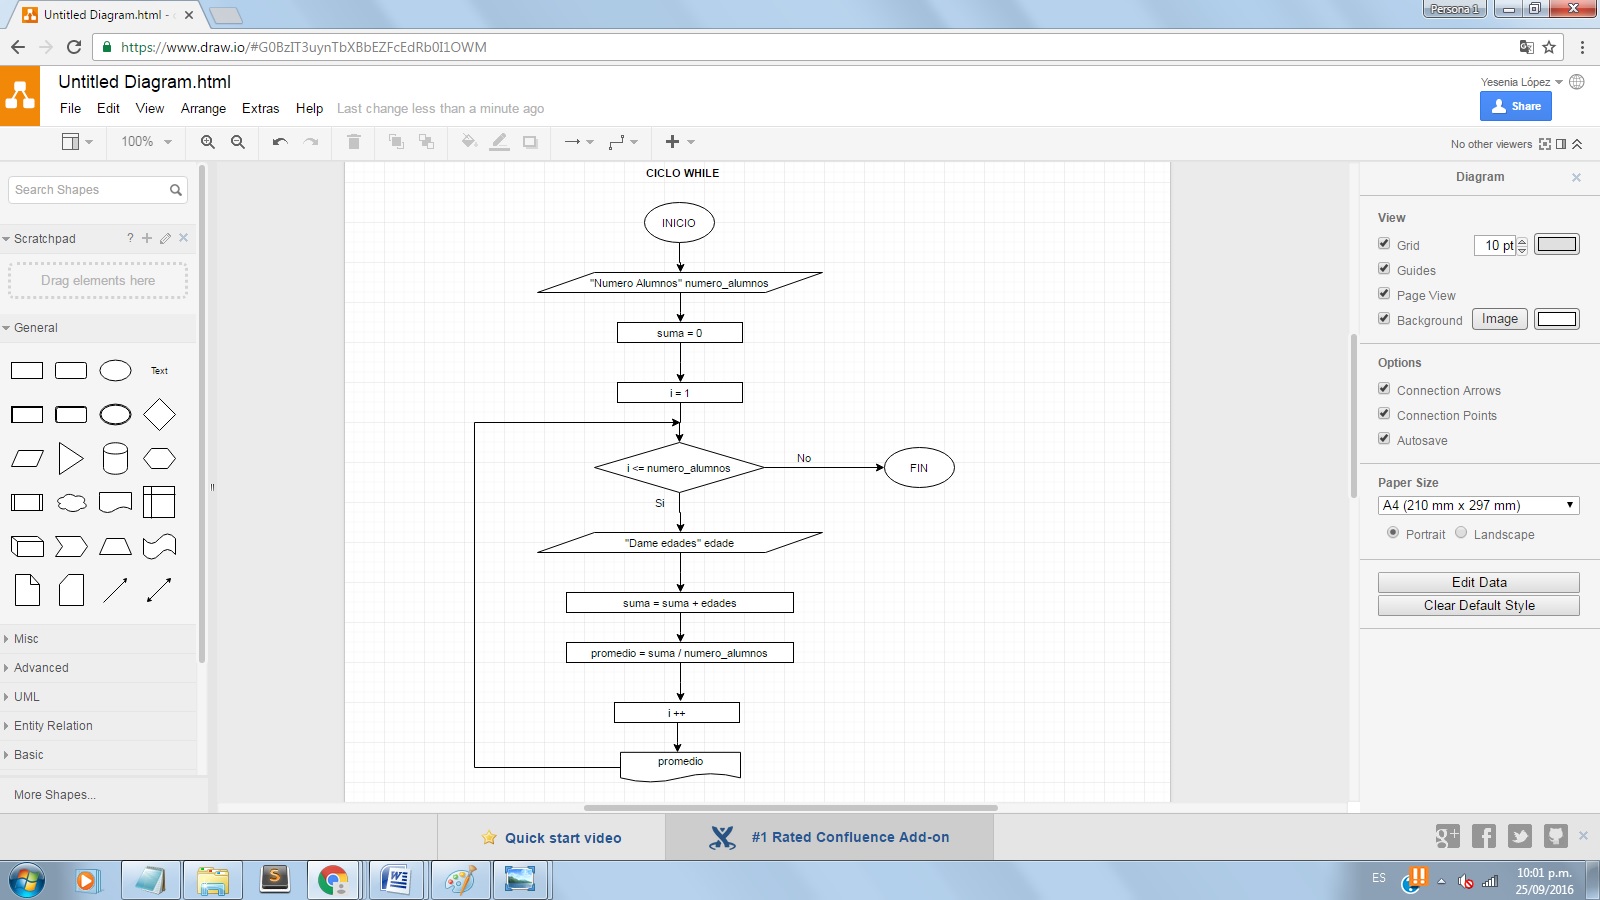 Untitled Diagram.html -
Persona 1
https://www.draw.io/#G0BzIT3uynTbXBbEZFcEdRb0I1OWM
Untitled Diagram.html
Yesenia López
File Edit View Arrange Extras Help Last change less than a minute ago
Share
100%
No other viewers
Search Shapes
Scratchpad ?
Drag elements here
General
Text
Misc
Advanced
UML
Entity Relation
Basic
More Shapes...
CICLO WHILE
INICIO
"Numero Alumnos" numero_alumnos
suma = 0
i = 1
i <= numero_alumnos
No
FIN
Si
"Dame edades" edade
suma = suma + edades
promedio = suma / numero_alumnos
i ++
promedio
Diagram
View
Grid 10 pt
Guides
Page View
Background Image
Options
Connection Arrows
Connection Points
Autosave
Paper Size
A4 (210 mm x 297 mm)
Portrait Landscape
Edit Data
Clear Default Style
Quick start video
#1 Rated Confluence Add-on
ES
10:01 p.m.
25/09/2016